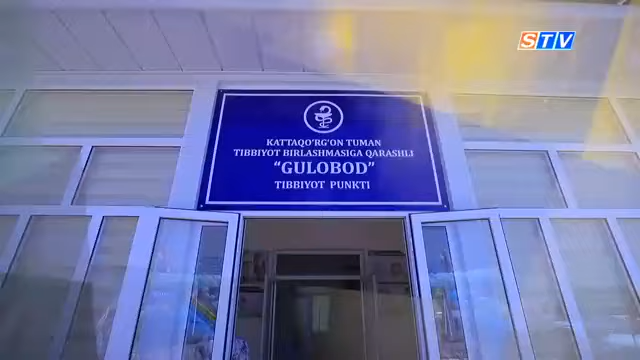 STV
KATTAQO'RG'ON TUMAN
TIBBIYOT BIRLASHMASIGA QARASHLI
“GULOBOD”
TIBBIYOT PUNKTI